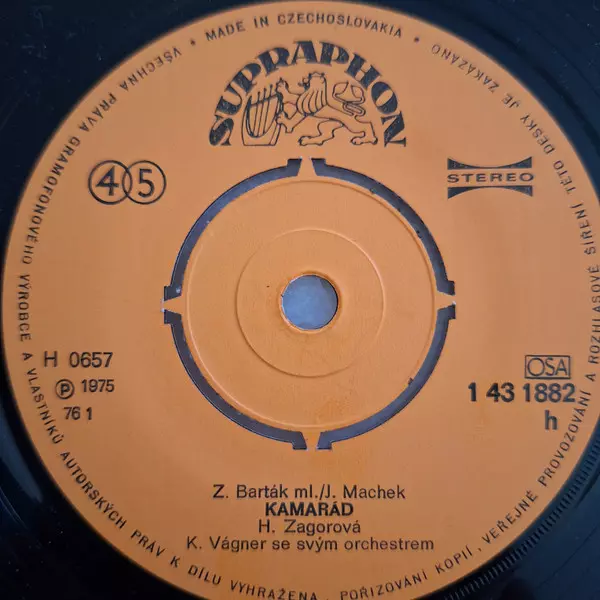 MADE IN CZECHOSLOVAKIA
SUPRAPHON
45
STEREO
H 0657
Ⓟ 1975
76 1
OSA
1 43 1882
h
Z. Barták ml./J. Machek
KAMARÁD
H. Zagorová
K. Vágner se svým orchestrem
VŠECHNA PRÁVA GRAMOFONOVÉHO VÝROBCE A VLASTNÍKŮ AUTORSKÝCH PRÁV K DÍLU VYHRAŽENA. POŘIZOVÁNÍ KOPIÍ, VEŘEJNÉ PROVOZOVÁNÍ A ROZHLASOVÉ ŠÍŘENÍ TÉTO DESKY JE ZAKÁZÁNO